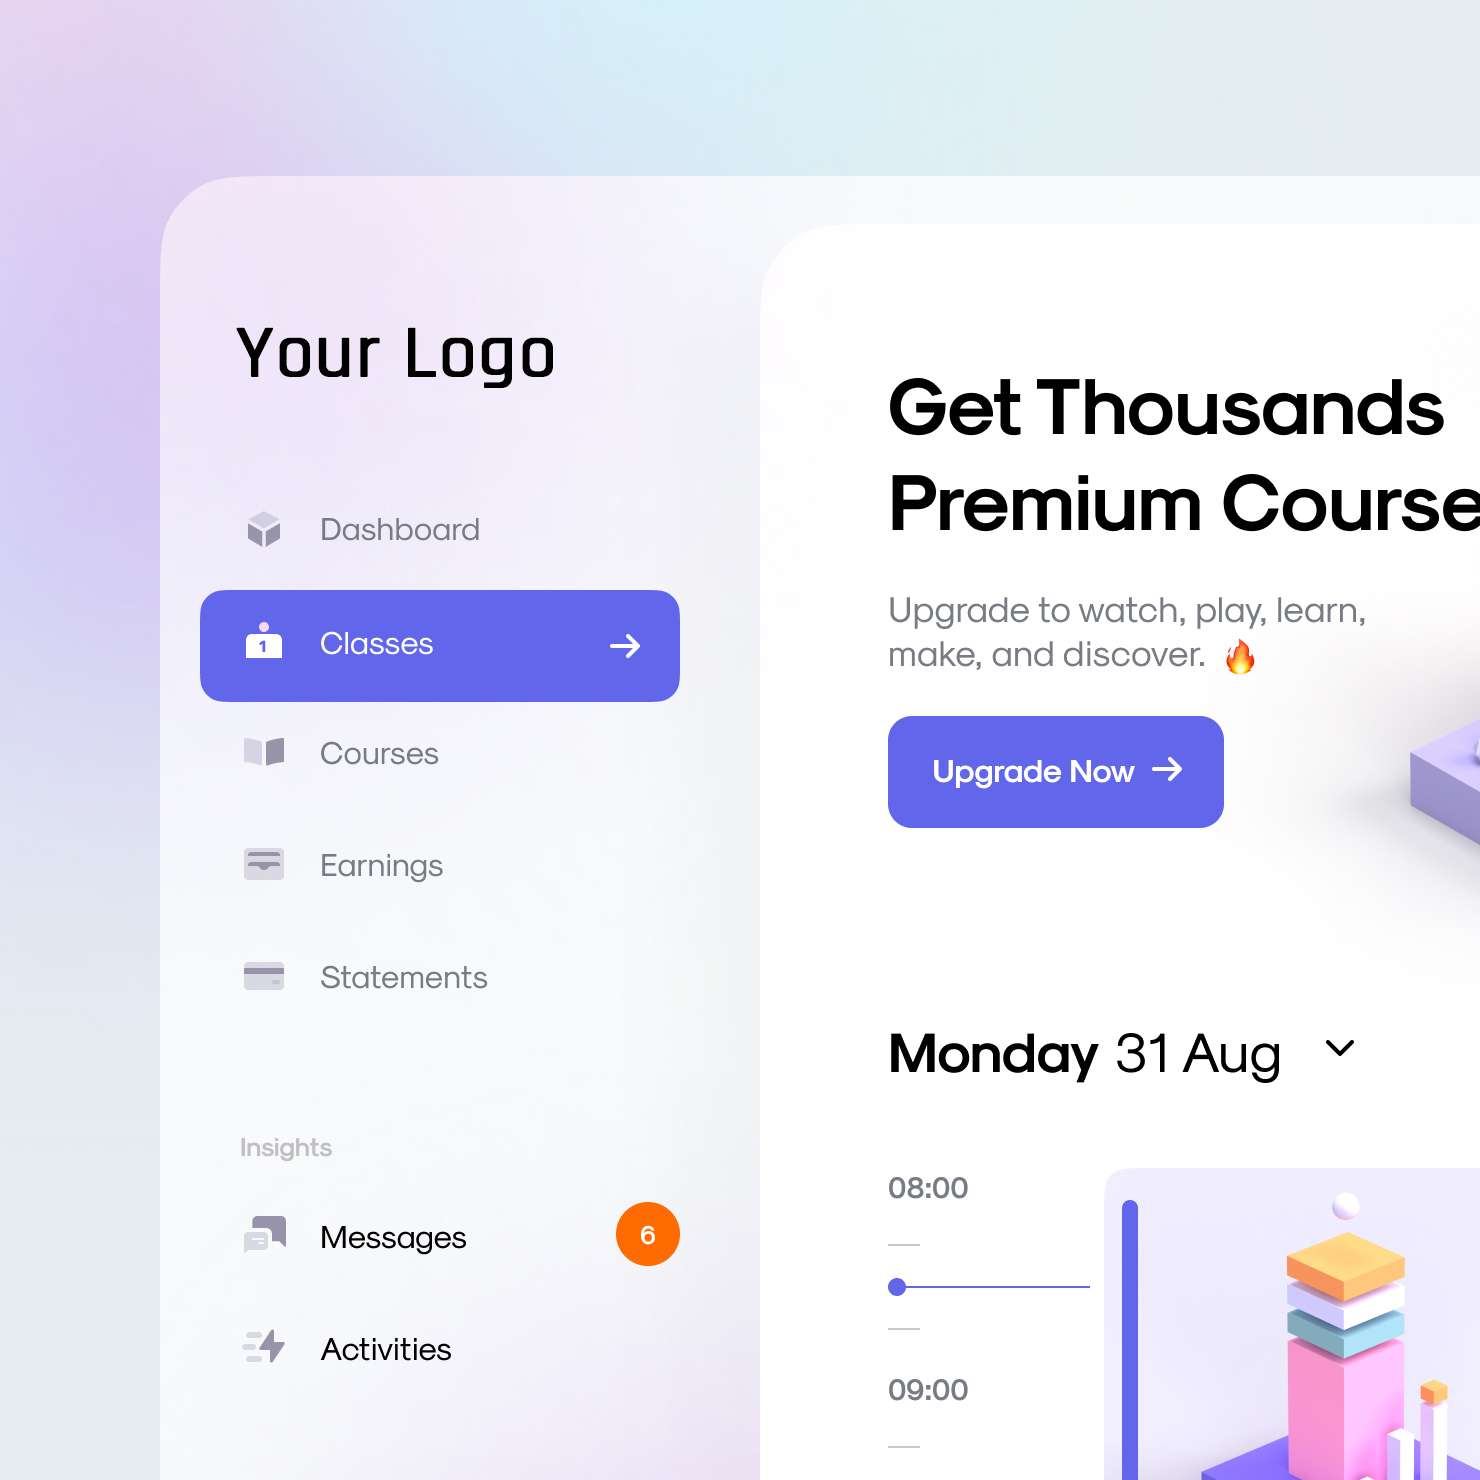 Your Logo
Dashboard
1
Classes
Courses
Earnings
Statements
Insights
Messages
6
Activities
Get Thousands
Premium Course
Upgrade to watch, play, learn,
make, and discover. 🔥
Upgrade Now
Monday 31 Aug
08:00
09:00